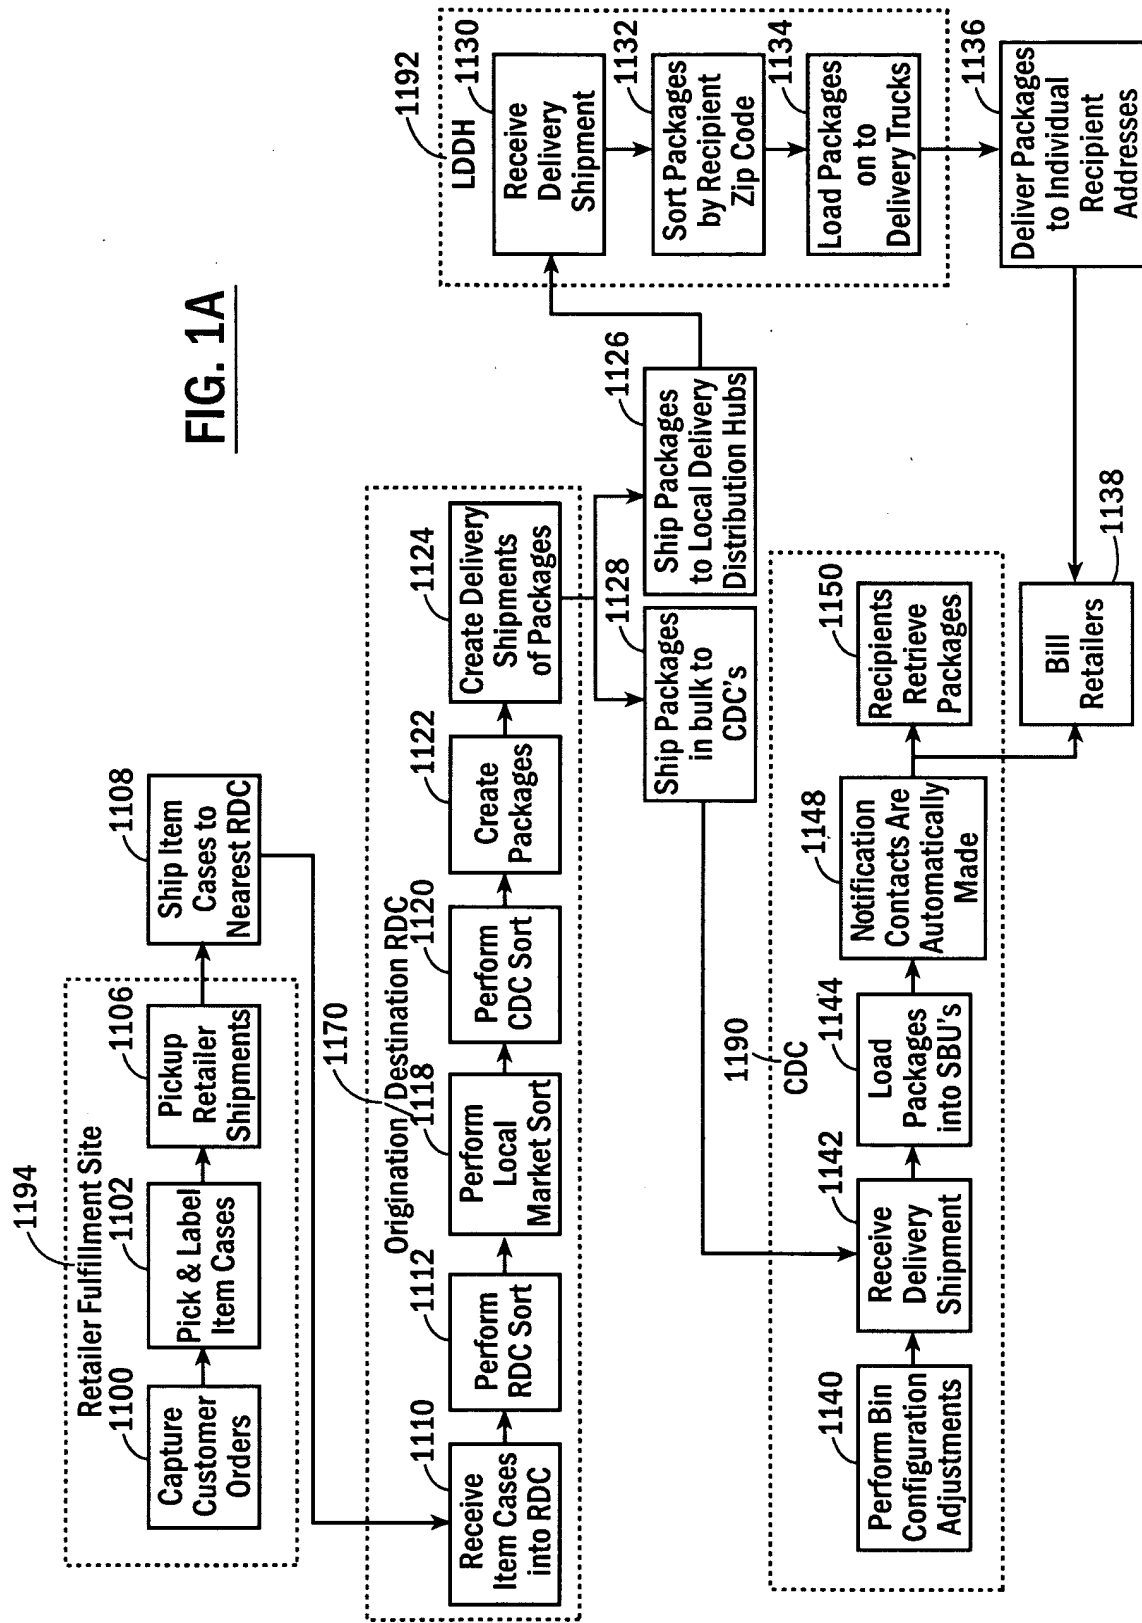 FIG. 1A
1194
Retailer Fulfillment Site
1100
Capture
Customer
Orders
1102
Pick & Label
Item Cases
1106
Pickup
Retailer
Shipments
1108
Ship Item
Cases to
Nearest RDC
1170
Origination Destination RDC
1110
Receive
Item Cases
into RDC
1112
Perform
RDC Sort
1118
Perform
Local
Market Sort
1120
Perform
CDC Sort
1122
Create
Packages
1124
Create Delivery
Shipments
of Packages
1128
Ship Packages
in bulk to
CDC's
1126
Ship Packages
to Local Delivery
Distribution Hubs
1192
LDDH
1130
Receive
Delivery
Shipment
1132
Sort Packages
by Recipient
Zip Code
1134
Load Packages
on to
Delivery Trucks
1136
Deliver Packages
to Individual
Recipient
Addresses
1190
CDC
1140
Perform Bin
Configuration
Adjustments
1142
Receive
Delivery
Shipment
1144
Load
Packages
into SBU's
1148
Notification
Contacts Are
Automatically
Made
1150
Recipients
Retrieve
Packages
1138
Bill
Retailers